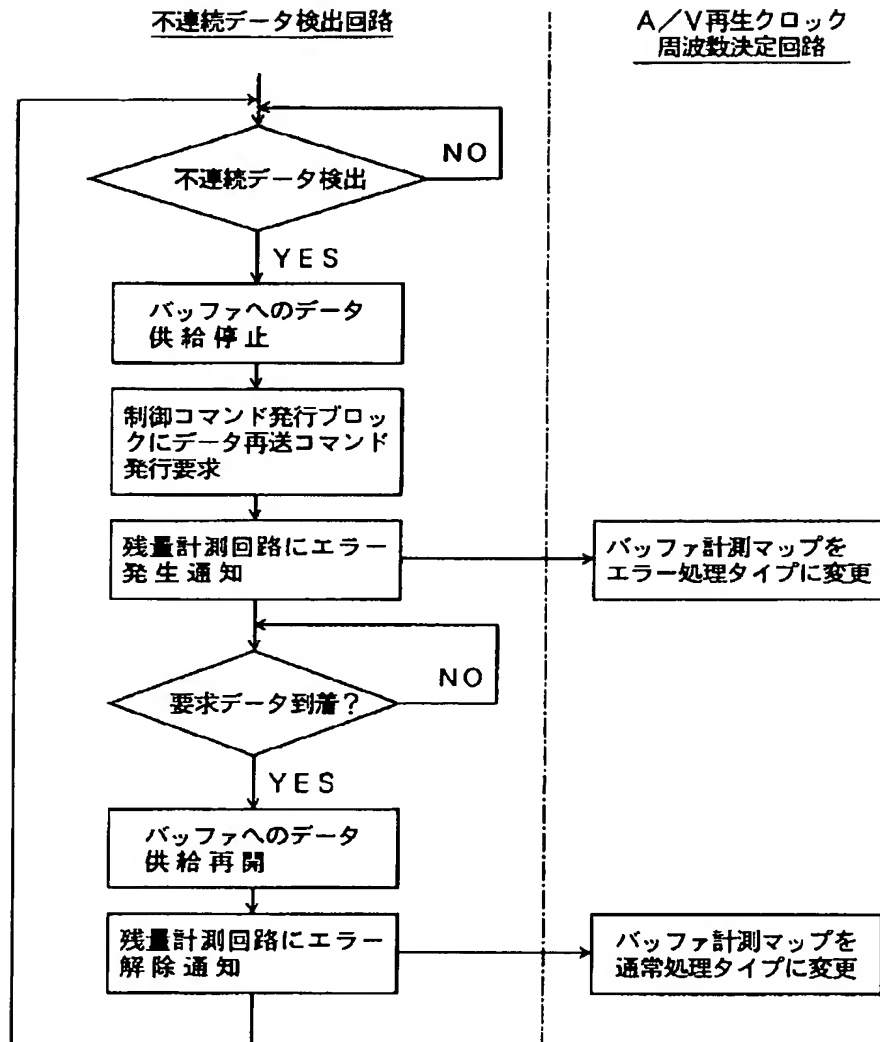 不連続データ検出回路
A/V再生クロック
周波数決定回路
NO
不連続データ検出
YES
バッファへのデータ
供給停止
制御コマンド発行ブロッ
クにデータ再送コマンド
発行要求
残量計測回路にエラー
発生通知
バッファ計測マップを
エラー処理タイプに変更
NO
要求データ到着?
YES
バッファへのデータ
供給再開
残量計測回路にエラー
解除通知
バッファ計測マップを
通常処理タイプに変更